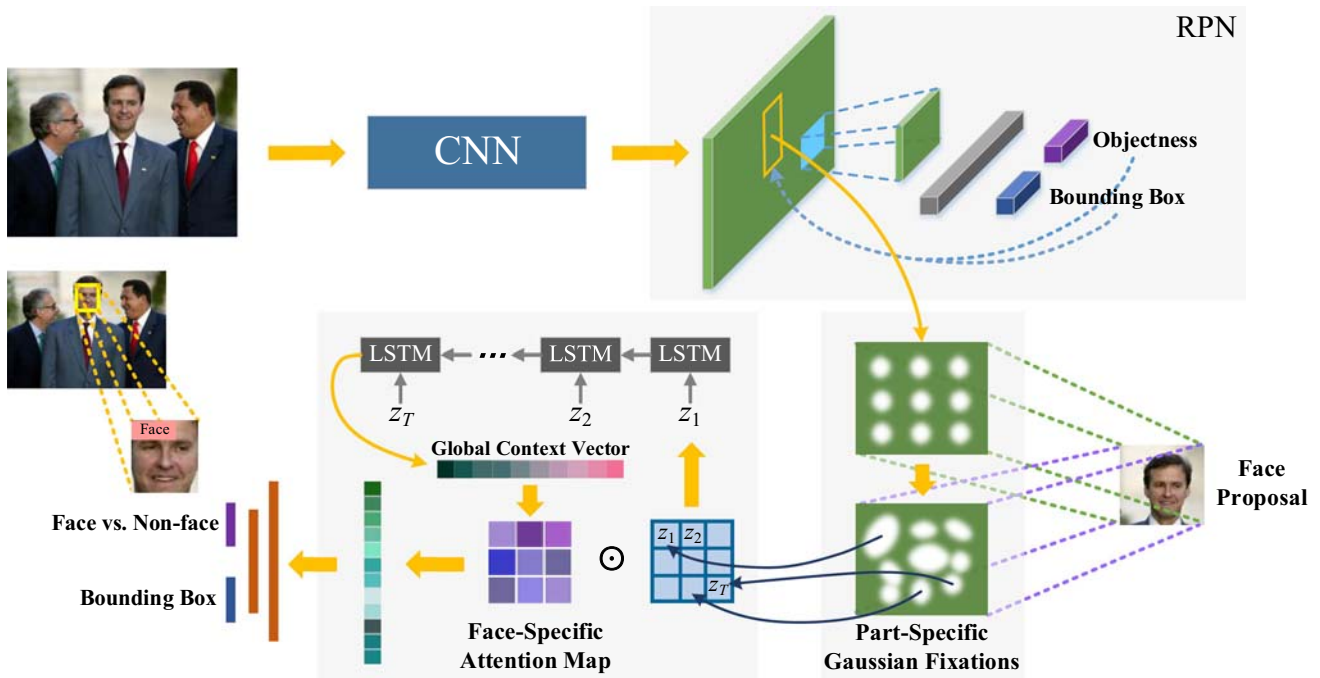 RPN
CNN
Objectness
Bounding Box
LSTM ... LSTM LSTM
z_T z_2 z_1
Global Context Vector
Face
Face
Proposal
Face vs. Non-face
Bounding Box
z_1 z_2
z_T
Face-Specific
Attention Map
Part-Specific
Gaussian Fixations